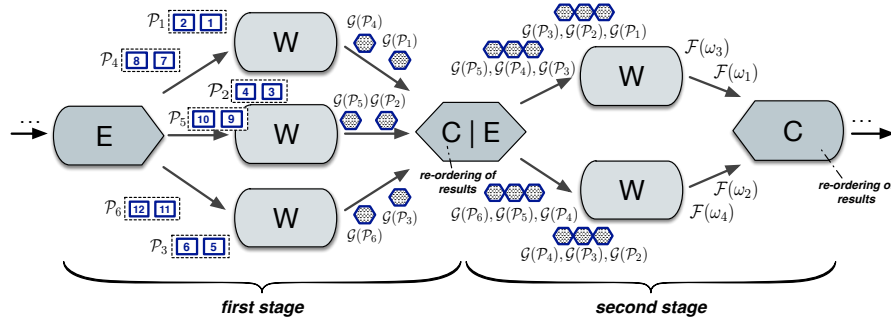 P₁ 2 1
G(P₄)
G(P₁)
W
P₄ 8 7
P₂ 4 3
P₅ 10 9
G(P₅) G(P₂)
W
...
E
P₆ 12 11
P₃ 6 5
W
G(P₃)
G(P₆)
C | E
re-ordering of
results
G(P₃), G(P₂), G(P₁)
G(P₅), G(P₄), G(P₃)
W
F(ω₃)
F(ω₁)
G(P₆), G(P₅), G(P₄)
G(P₄), G(P₃), G(P₂)
W
F(ω₂)
F(ω₄)
C
...
re-ordering o
results
first stage
second stage